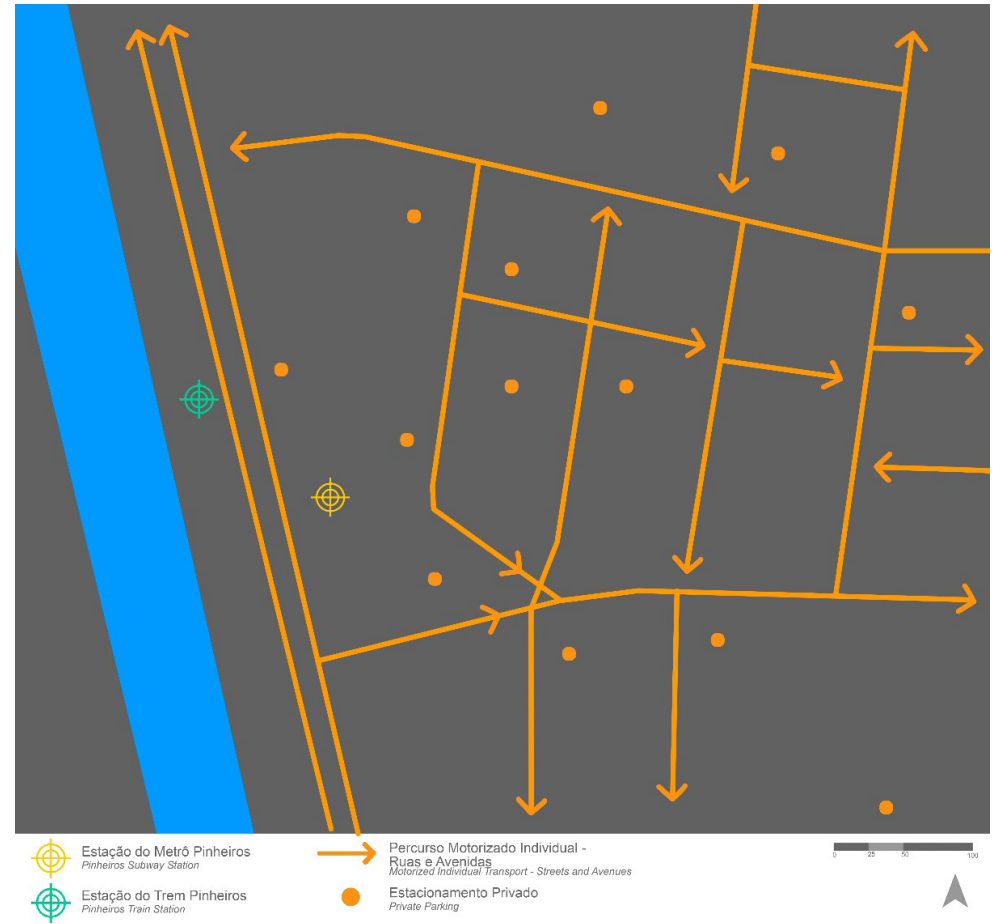 Estação do Metrô Pinheiros
Pinheiros Subway Station
Estação do Trem Pinheiros
Pinheiros Train Station
Percurso Motorizado Individual -
Ruas e Avenidas
Motorized Individual Transport - Streets and Avenues
Estacionamento Privado
Private Parking
0 25 50 100